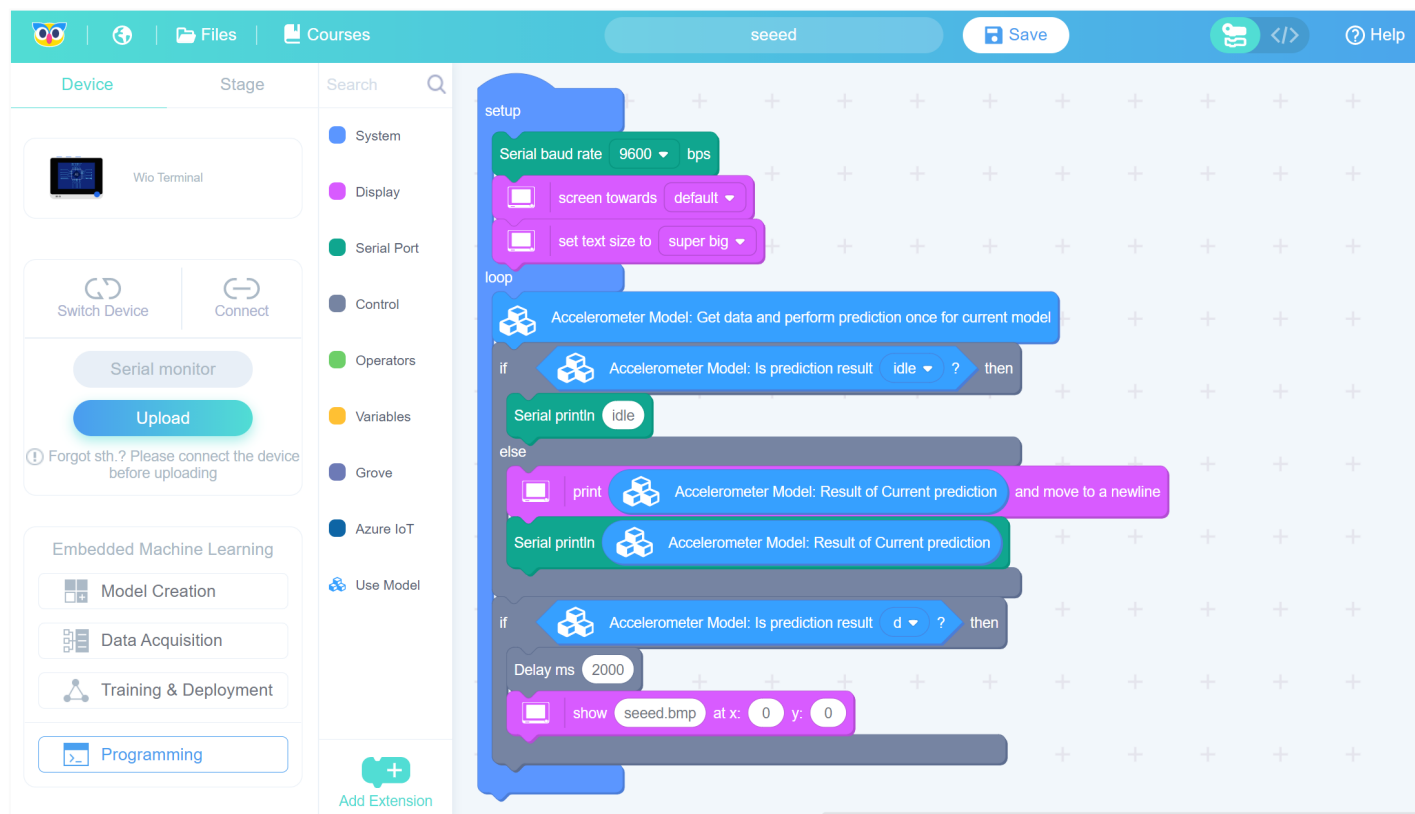 Files
Courses
seeed
Save
</>
Help
Device
Stage
Search
Wio Terminal
Switch Device
Connect
Serial monitor
Upload
Forgot sth.? Please connect the device
before uploading
Embedded Machine Learning
Model Creation
Data Acquisition
Training & Deployment
Programming
System
Display
Serial Port
Control
Operators
Variables
Grove
Azure IoT
Use Model
Add Extension
setup
Serial baud rate 9600 bps
screen towards default
set text size to super big
loop
Accelerometer Model: Get data and perform prediction once for current model
if Accelerometer Model: Is prediction result idle ? then
Serial println idle
else
print Accelerometer Model: Result of Current prediction and move to a newline
Serial println Accelerometer Model: Result of Current prediction
if Accelerometer Model: Is prediction result d ? then
Delay ms 2000
show seeed.bmp at x: 0 y: 0